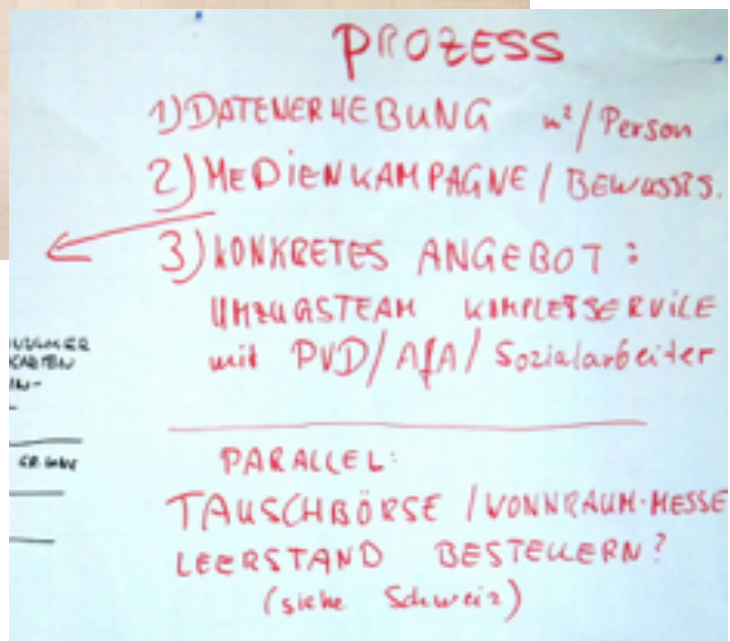 PROZESS
1) DATENERHEBUNG m²/Person
2) MEDIENKAMPAGNE / BEWUSSTS.
3) KONKRETES ANGEBOT:
UMZUGSTEAM KOMPLETSERVICE
mit PVD/AfA/Sozialarbeiter
PARALLEL:
TAUSCHBÖRSE / WOHNRAUM-MESSE
LEERSTAND BESTEUERN?
(siehe Schweiz)